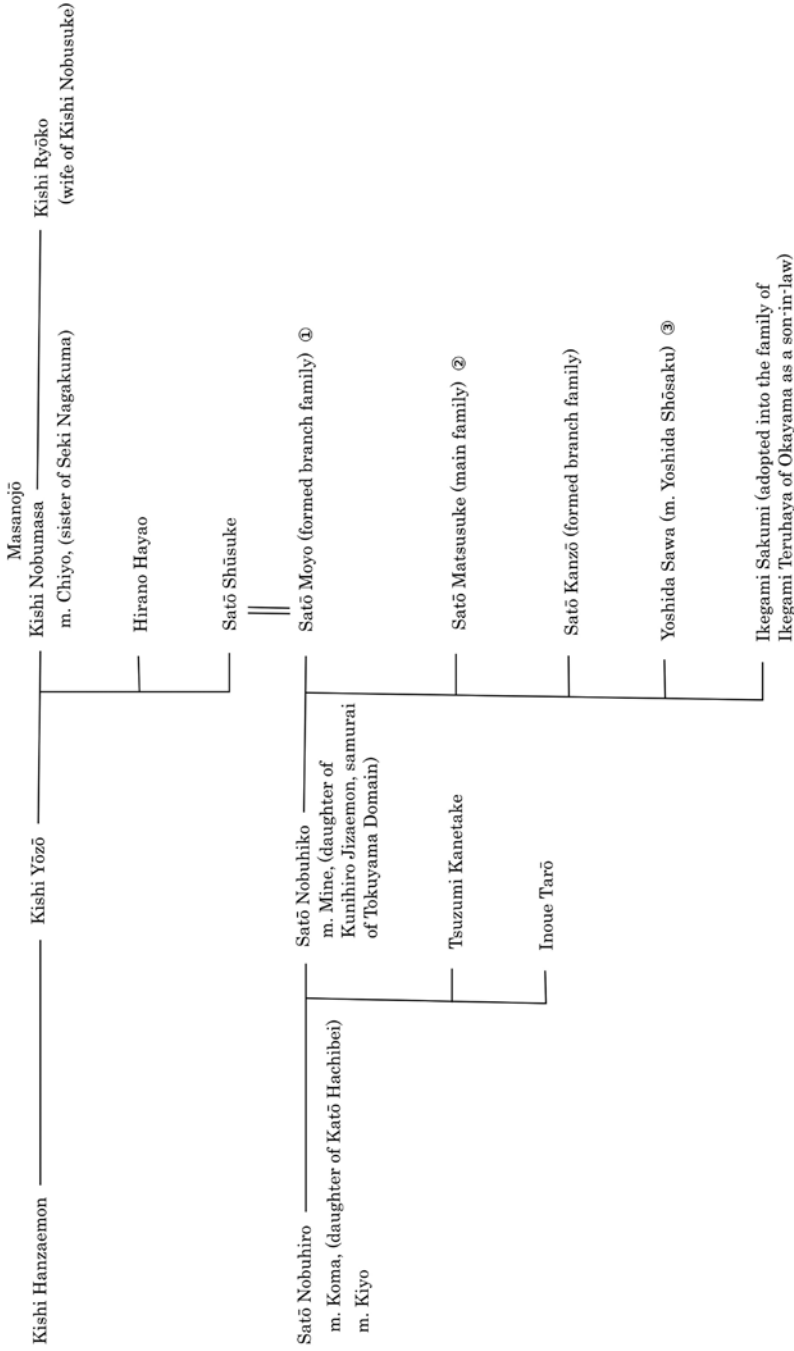 Kishi Hanzaemon
Kishi Yōzō
Masanojō
Kishi Nobumasa
m. Chiyo, (sister of Seki Nagakuma)
Kishi Ryōko
(wife of Kishi Nobusuke)
Hirano Hayao
Satō Shūsuke
Satō Nobuhiro
m. Koma, (daughter of Katō Hachibei)
m. Kiyo
Satō Nobuhiko
m. Mine, (daughter of
Kunihiro Jizaemon, samurai
of Tokuyama Domain)
Satō Moyo (formed branch family) ①
Satō Matsusuke (main family) ②
Satō Kanzō (formed branch family)
Yoshida Sawa (m. Yoshida Shōsaku) ③
Ikegami Sakumi (adopted into the family of
Ikegami Teruhaya of Okayama as a son-in-law)
Tsuzumi Kanetake
Inoue Tarō